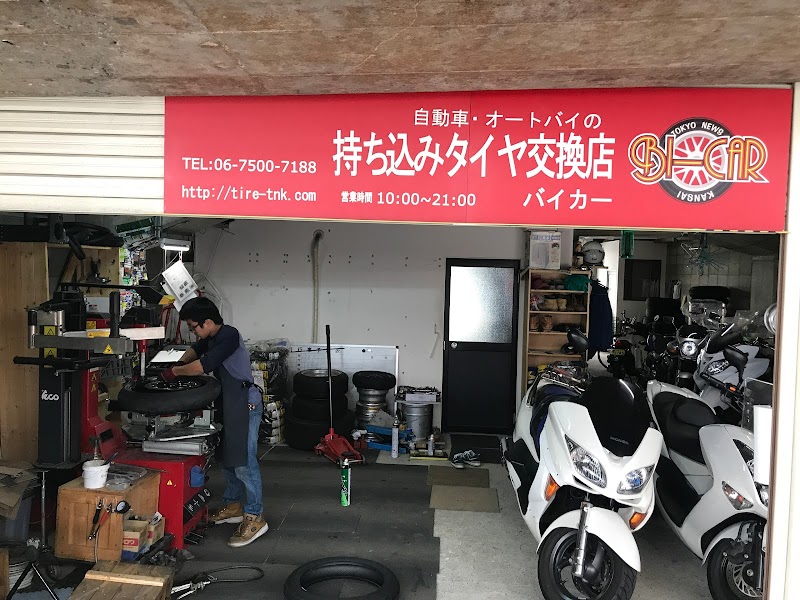 自動車・オートバイの
持ち込みタイヤ交換店
TEL:06-7500-7188
http://tire-tnk.com
営業時間 10:00～21:00
バイカー
TOKYO NEWS
BI-CAR
KANSAI
HONDA
eco